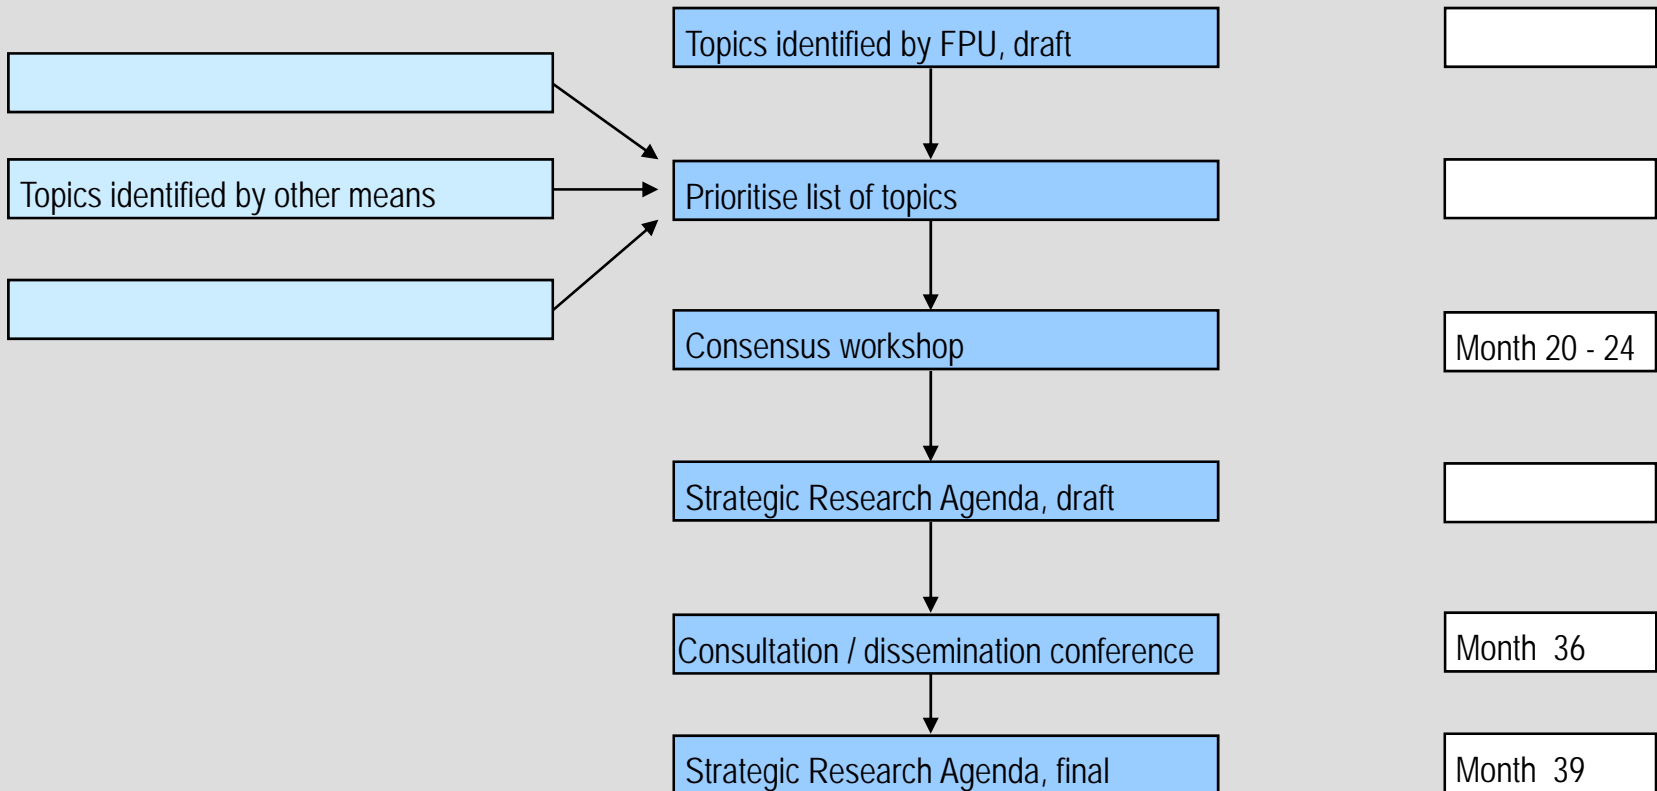 Topics identified by FPU, draft
Topics identified by other means
Prioritise list of topics
Consensus workshop
Month 20 - 24
Strategic Research Agenda, draft
Consultation / dissemination conference
Month 36
Strategic Research Agenda, final
Month 39